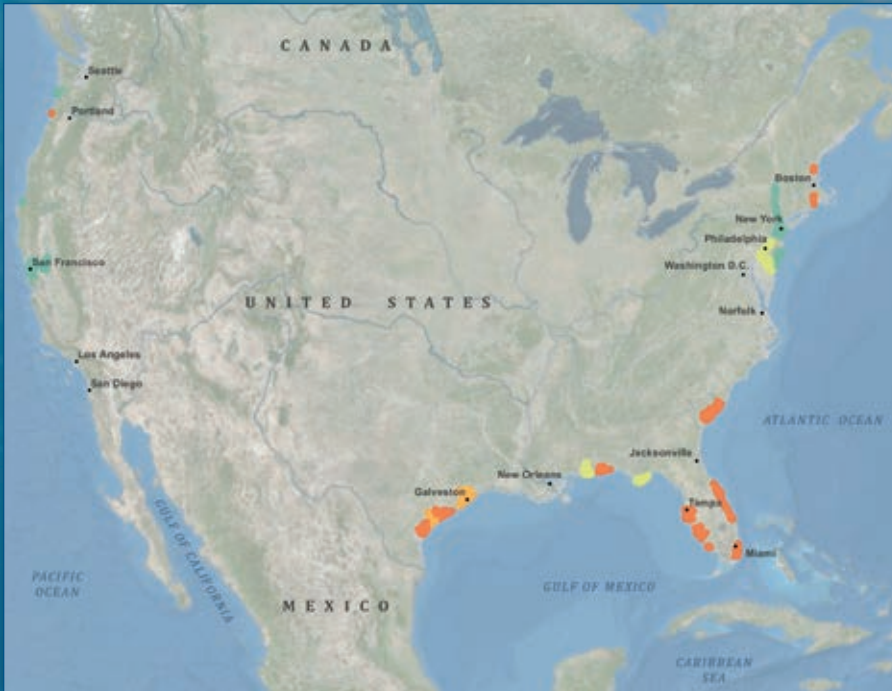 CANADA
Seattle
Portland
Boston
New York
Philadelphia
San Francisco
Washington D.C.
UNITED STATES
Norfolk
Los Angeles
San Diego
ATLANTIC OCEAN
Jacksonville
New Orleans
Galveston
Tampa
GULF OF CALIFORNIA
Miami
PACIFIC
OCEAN
GULF OF MEXICO
MEXICO
CARIBBEAN
SEA